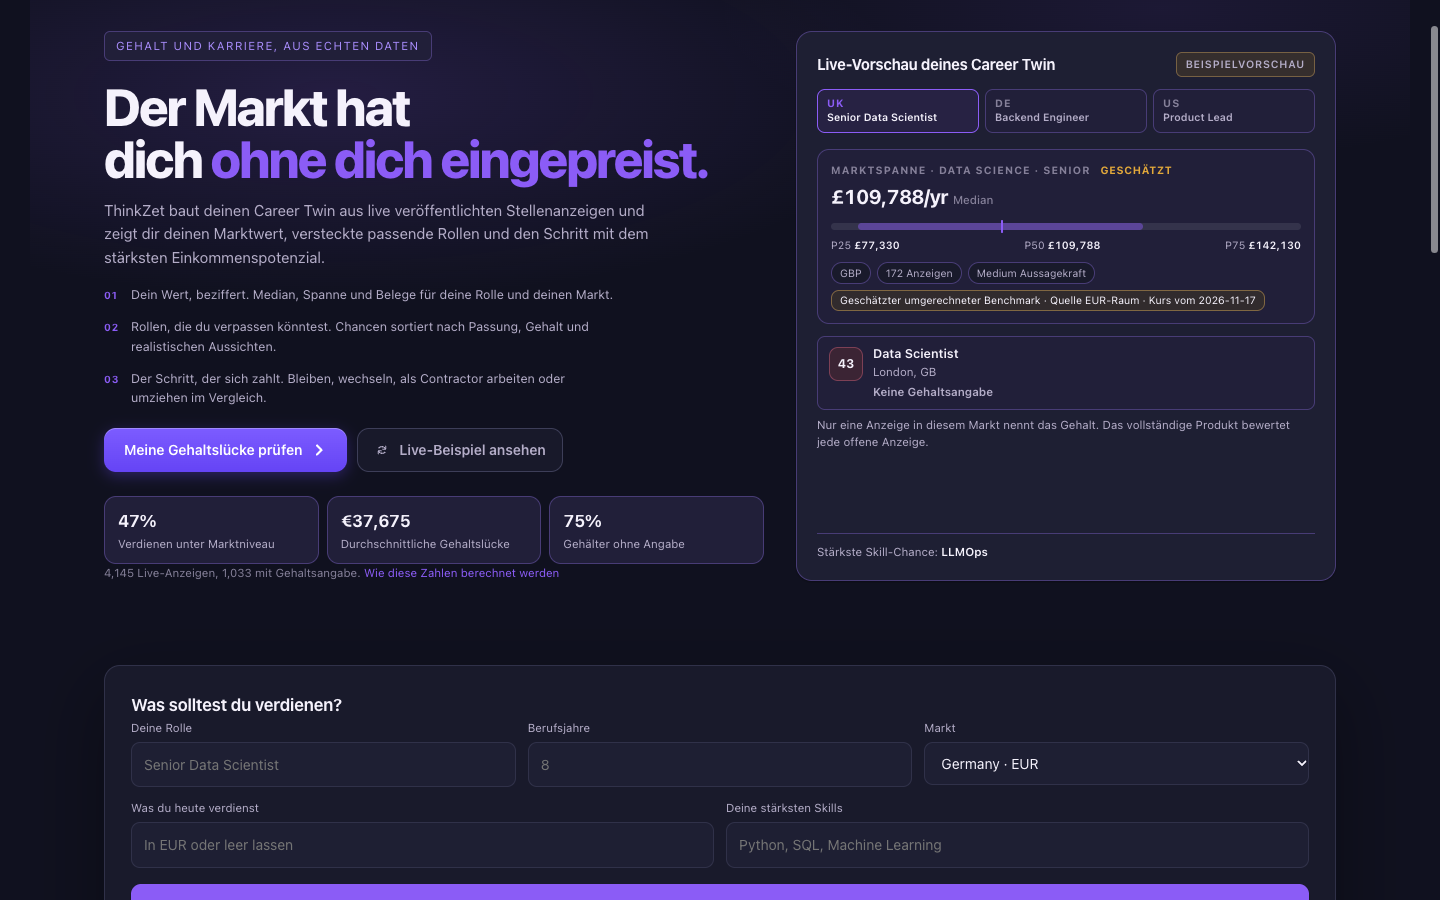 GEHALT UND KARRIERE, AUS ECHTEN DATEN
Der Markt hat
dich ohne dich eingepreist.
ThinkZet baut deinen Career Twin aus live veröffentlichten Stellenanzeigen und
zeigt dir deinen Marktwert, versteckte passende Rollen und den Schritt mit dem
stärksten Einkommenspotenzial.
01 Dein Wert, beziffert. Median, Spanne und Belege für deine Rolle und deinen Markt.
02 Rollen, die du verpassen könntest. Chancen sortiert nach Passung, Gehalt und
realistischen Aussichten.
03 Der Schritt, der sich zahlt. Bleiben, wechseln, als Contractor arbeiten oder
umziehen im Vergleich.
Meine Gehaltslücke prüfen
Live-Beispiel ansehen
47%
Verdienen unter Marktniveau
€37,675
Durchschnittliche Gehaltslücke
75%
Gehälter ohne Angabe
4,145 Live-Anzeigen, 1,033 mit Gehaltsangabe. Wie diese Zahlen berechnet werden
Live-Vorschau deines Career Twin
BEISPIELVORSCHAU
UK
Senior Data Scientist
DE
Backend Engineer
US
Product Lead
MARKTSPANNE · DATA SCIENCE · SENIOR GESCHÄTZT
£109,788/yr Median
P25 £77,330
P50 £109,788
P75 £142,130
GBP
172 Anzeigen
Medium Aussagekraft
Geschätzter umgerechneter Benchmark · Quelle EUR-Raum · Kurs vom 2026-11-17
43
Data Scientist
London, GB
Keine Gehaltsangabe
Nur eine Anzeige in diesem Markt nennt das Gehalt. Das vollständige Produkt bewertet
jede offene Anzeige.
Stärkste Skill-Chance: LLMOps
Was solltest du verdienen?
Deine Rolle
Senior Data Scientist
Berufsjahre
8
Markt
Germany · EUR
Was du heute verdienst
In EUR oder leer lassen
Deine stärksten Skills
Python, SQL, Machine Learning